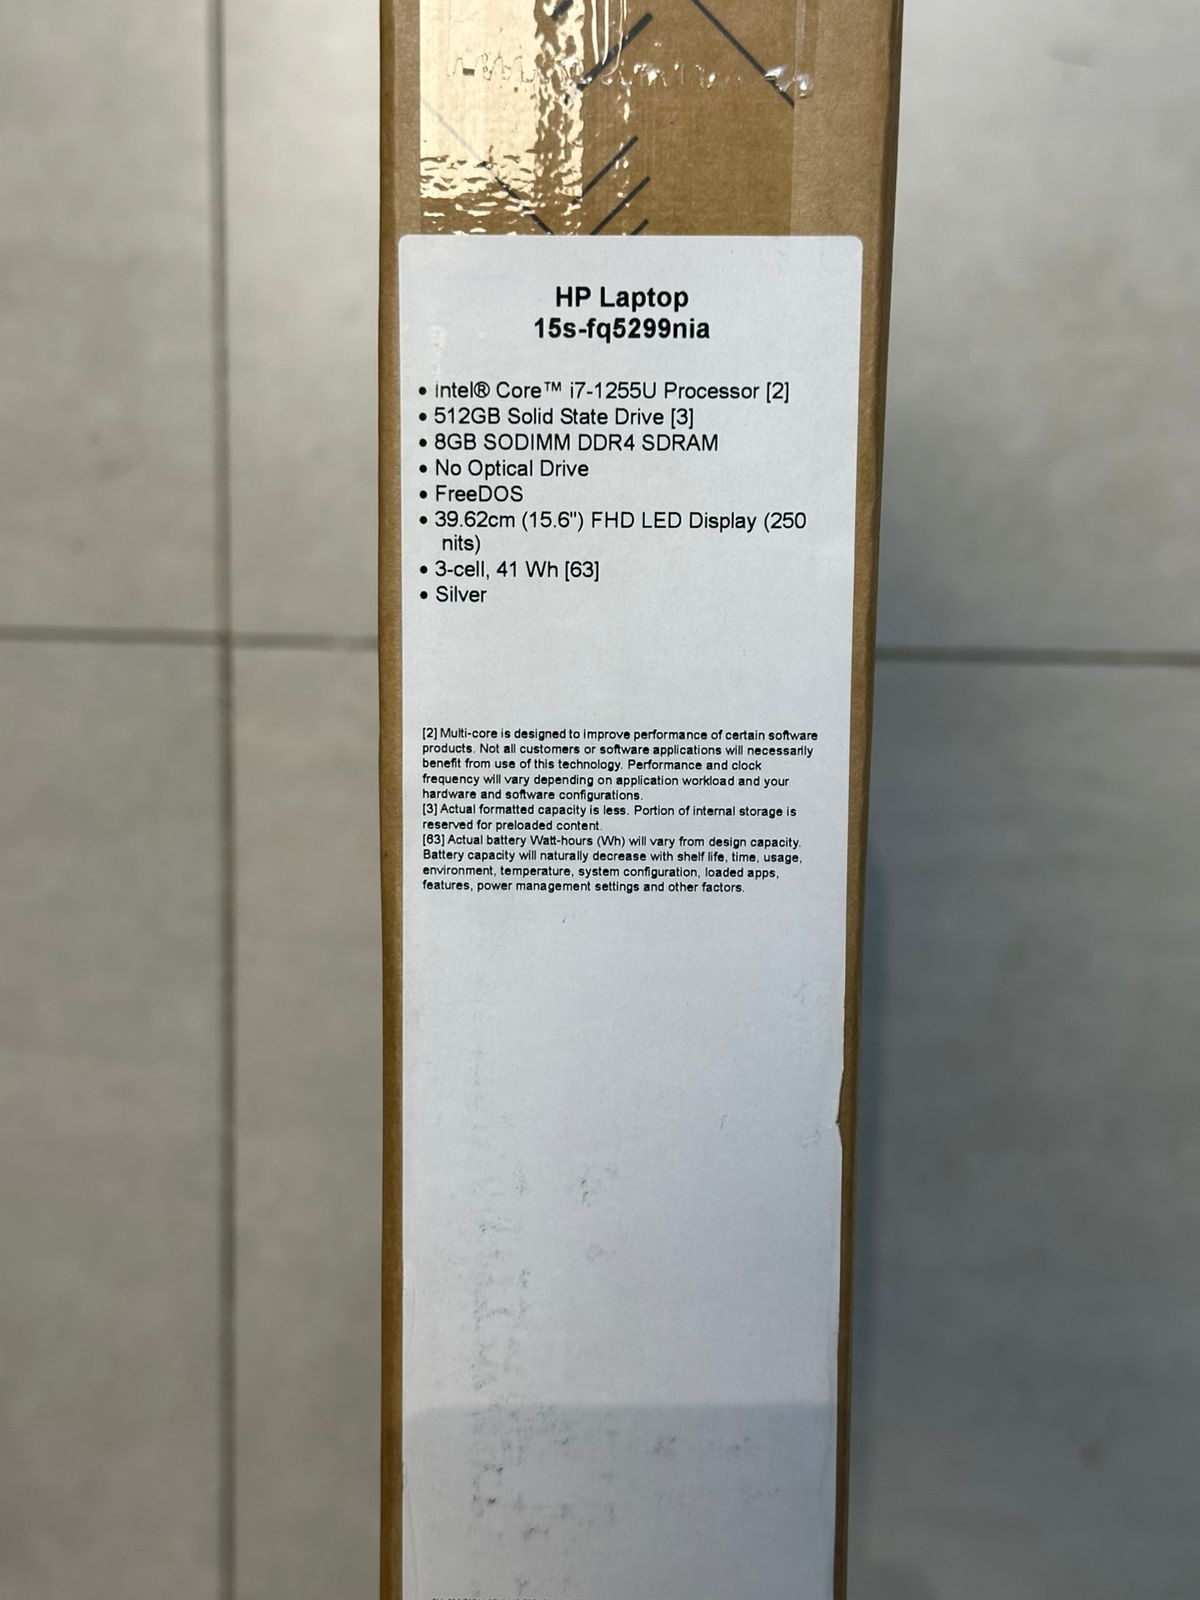 HP Laptop
15s-fq5299nia
• Intel® Core™ i7-1255U Processor [2]
• 512GB Solid State Drive [3]
• 8GB SODIMM DDR4 SDRAM
• No Optical Drive
• FreeDOS
• 39.62cm (15.6") FHD LED Display (250
nits)
• 3-cell, 41 Wh [63]
• Silver
[2] Multi-core is designed to improve performance of certain software
products. Not all customers or software applications will necessarily
benefit from use of this technology. Performance and clock
frequency will vary depending on application workload and your
hardware and software configurations.
[3] Actual formatted capacity is less. Portion of internal storage is
reserved for preloaded content.
[63] Actual battery Watt-hours (Wh) will vary from design capacity.
Battery capacity will naturally decrease with shelf life, time, usage,
environment, temperature, system configuration, loaded apps,
features, power management settings and other factors.